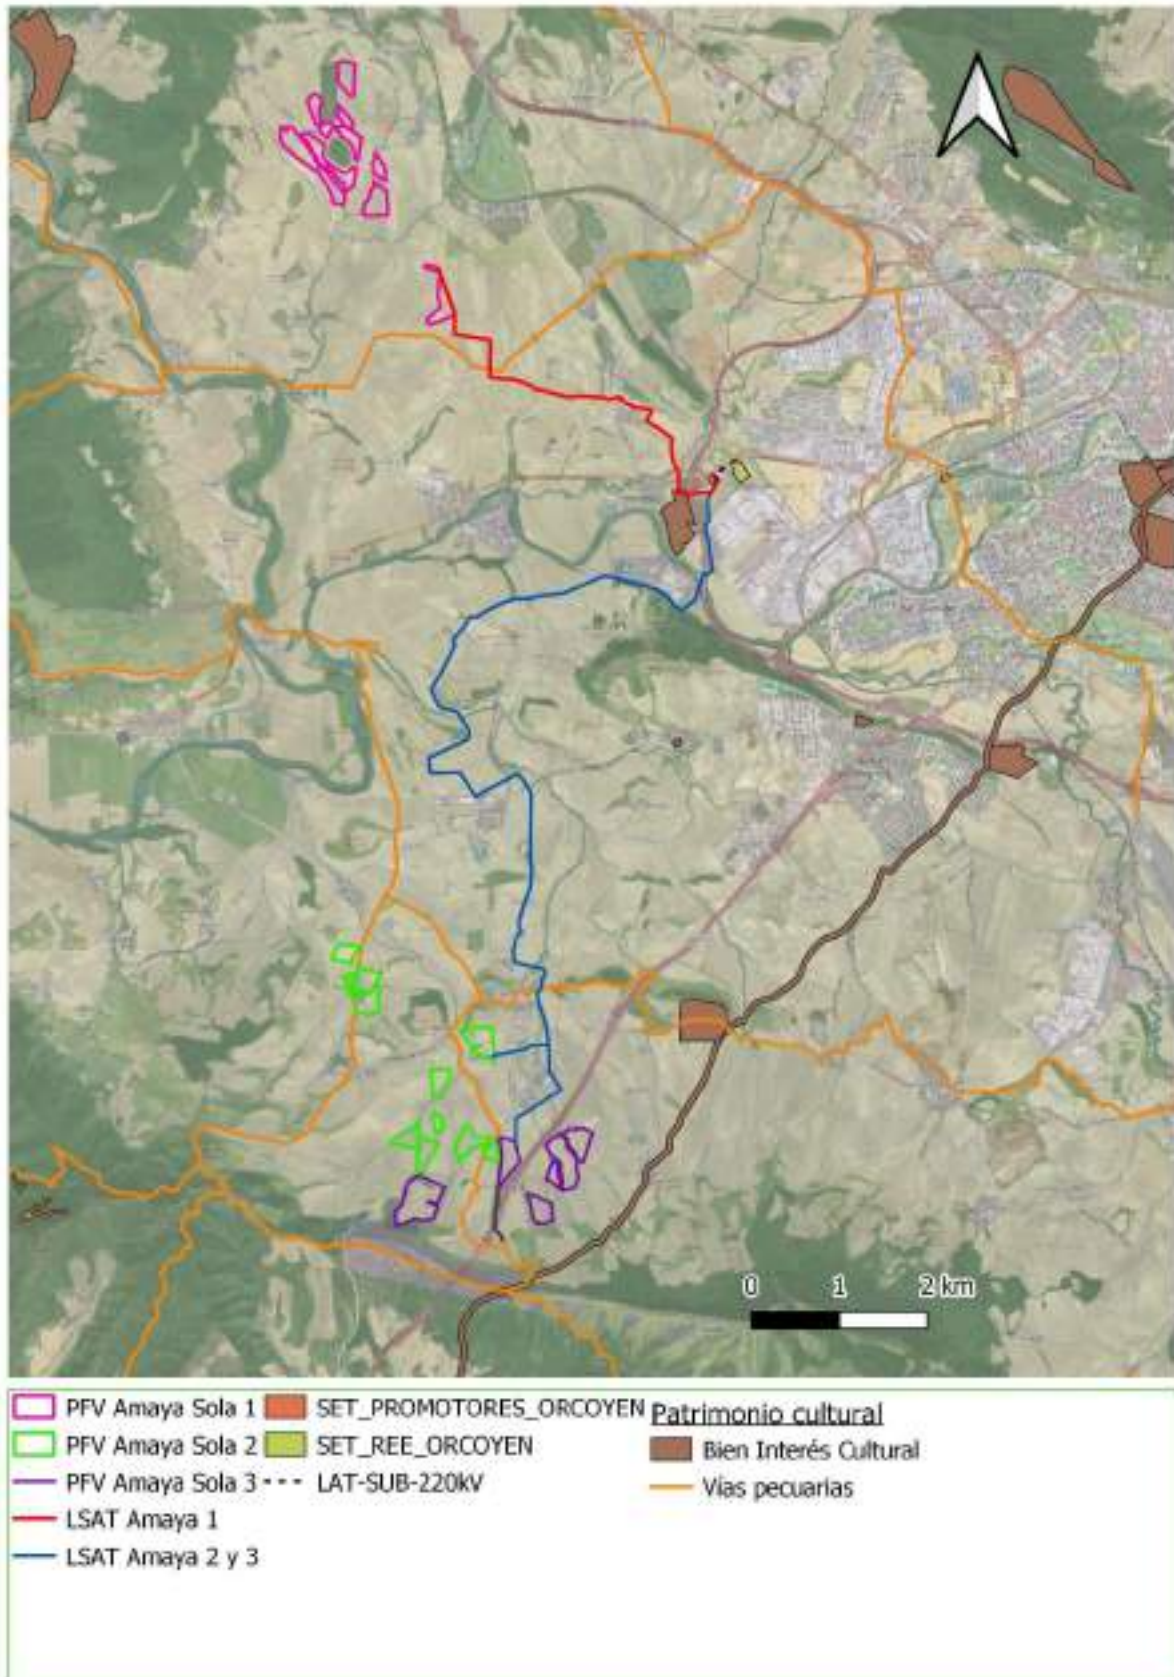 0 1 2 km
PFV Amaya Sola 1 SET_PROMOTORES_ORCOYEN Patrimonio cultural
PFV Amaya Sola 2 SET_REE_ORCOYEN Bien Interés Cultural
PFV Amaya Sola 3 LAT-SUB-220kV Vías pecuarias
LSAT Amaya 1
LSAT Amaya 2 y 3